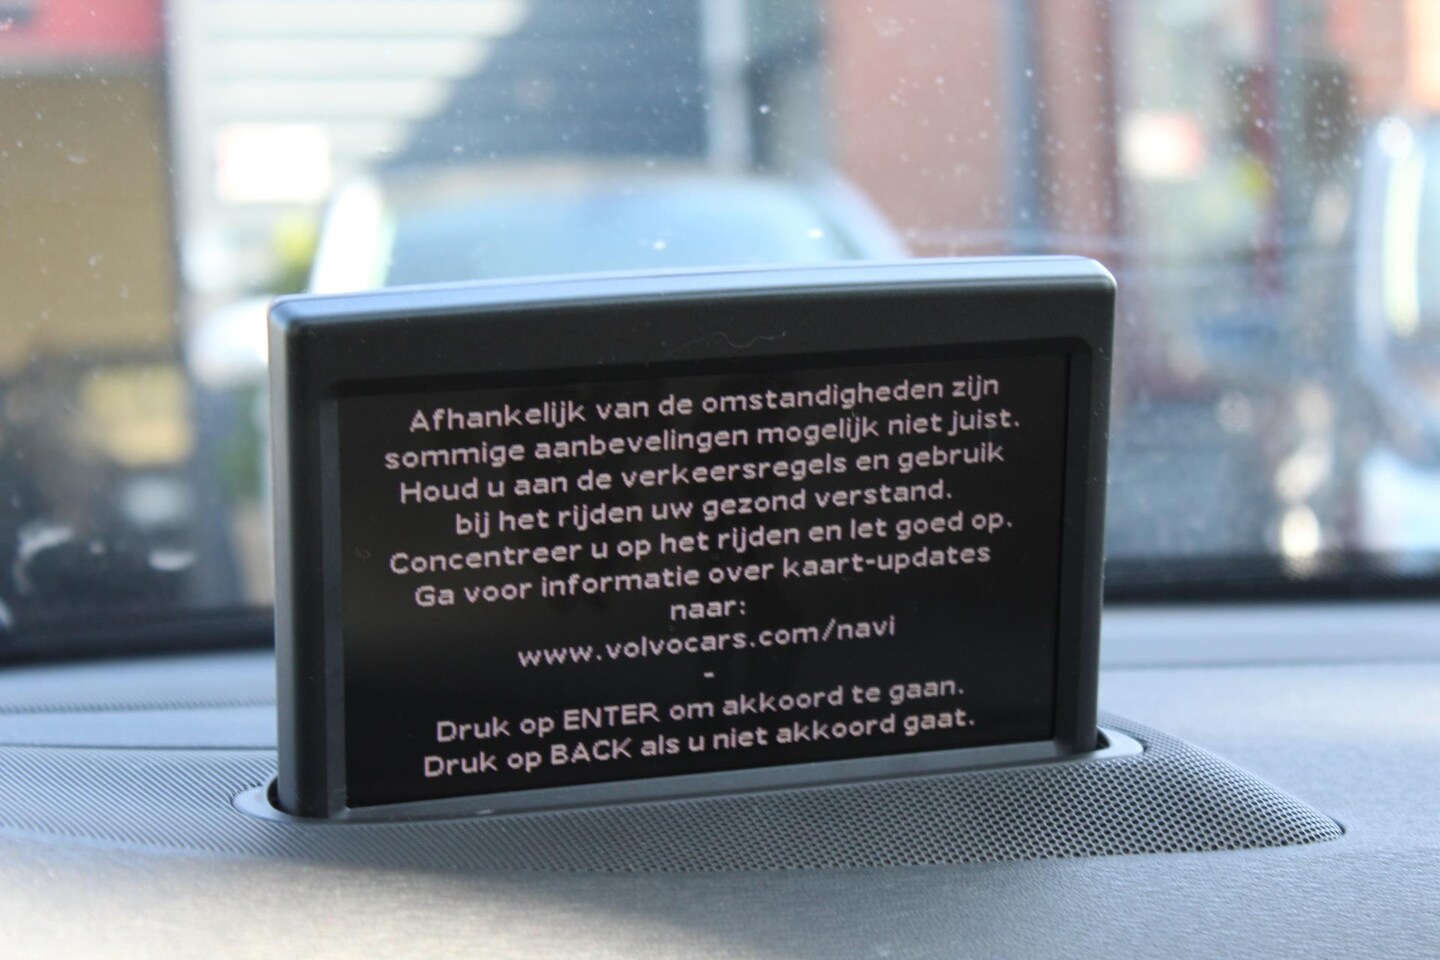 Afhankelijk van de omstandigheden zijn
sommige aanbevelingen mogelijk niet juist.
Houd u aan de verkeersregels en gebruik
bij het rijden uw gezond verstand.
Concentreer u op het rijden en let goed op.
Ga voor informatie over kaart-updates
naar:
www.volvocars.com/navi
-
Druk op ENTER om akkoord te gaan.
Druk op BACK als u niet akkoord gaat.